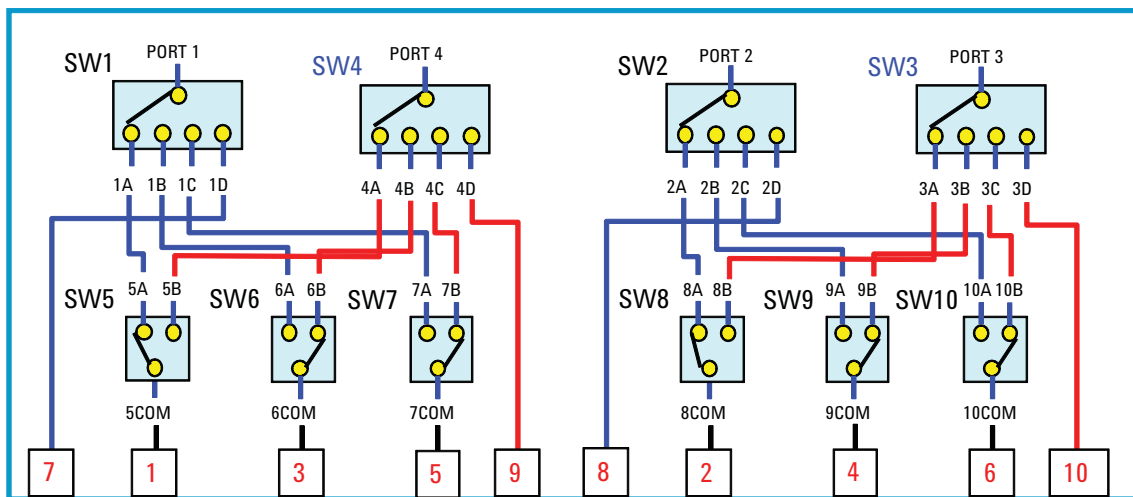 PORT 1 PORT 4 PORT 2 PORT 3
SW1 SW4 SW2 SW3
1A 1B 1C 1D 4A 4B 4C 4D 2A 2B 2C 2D 3A 3B 3C 3D
SW5 5A 5B SW6 6A 6B SW7 7A 7B SW8 8A 8B SW9 9A 9B SW10 10A 10B
5COM 6COM 7COM 8COM 9COM 10COM
7 1 3 5 9 8 2 4 6 10